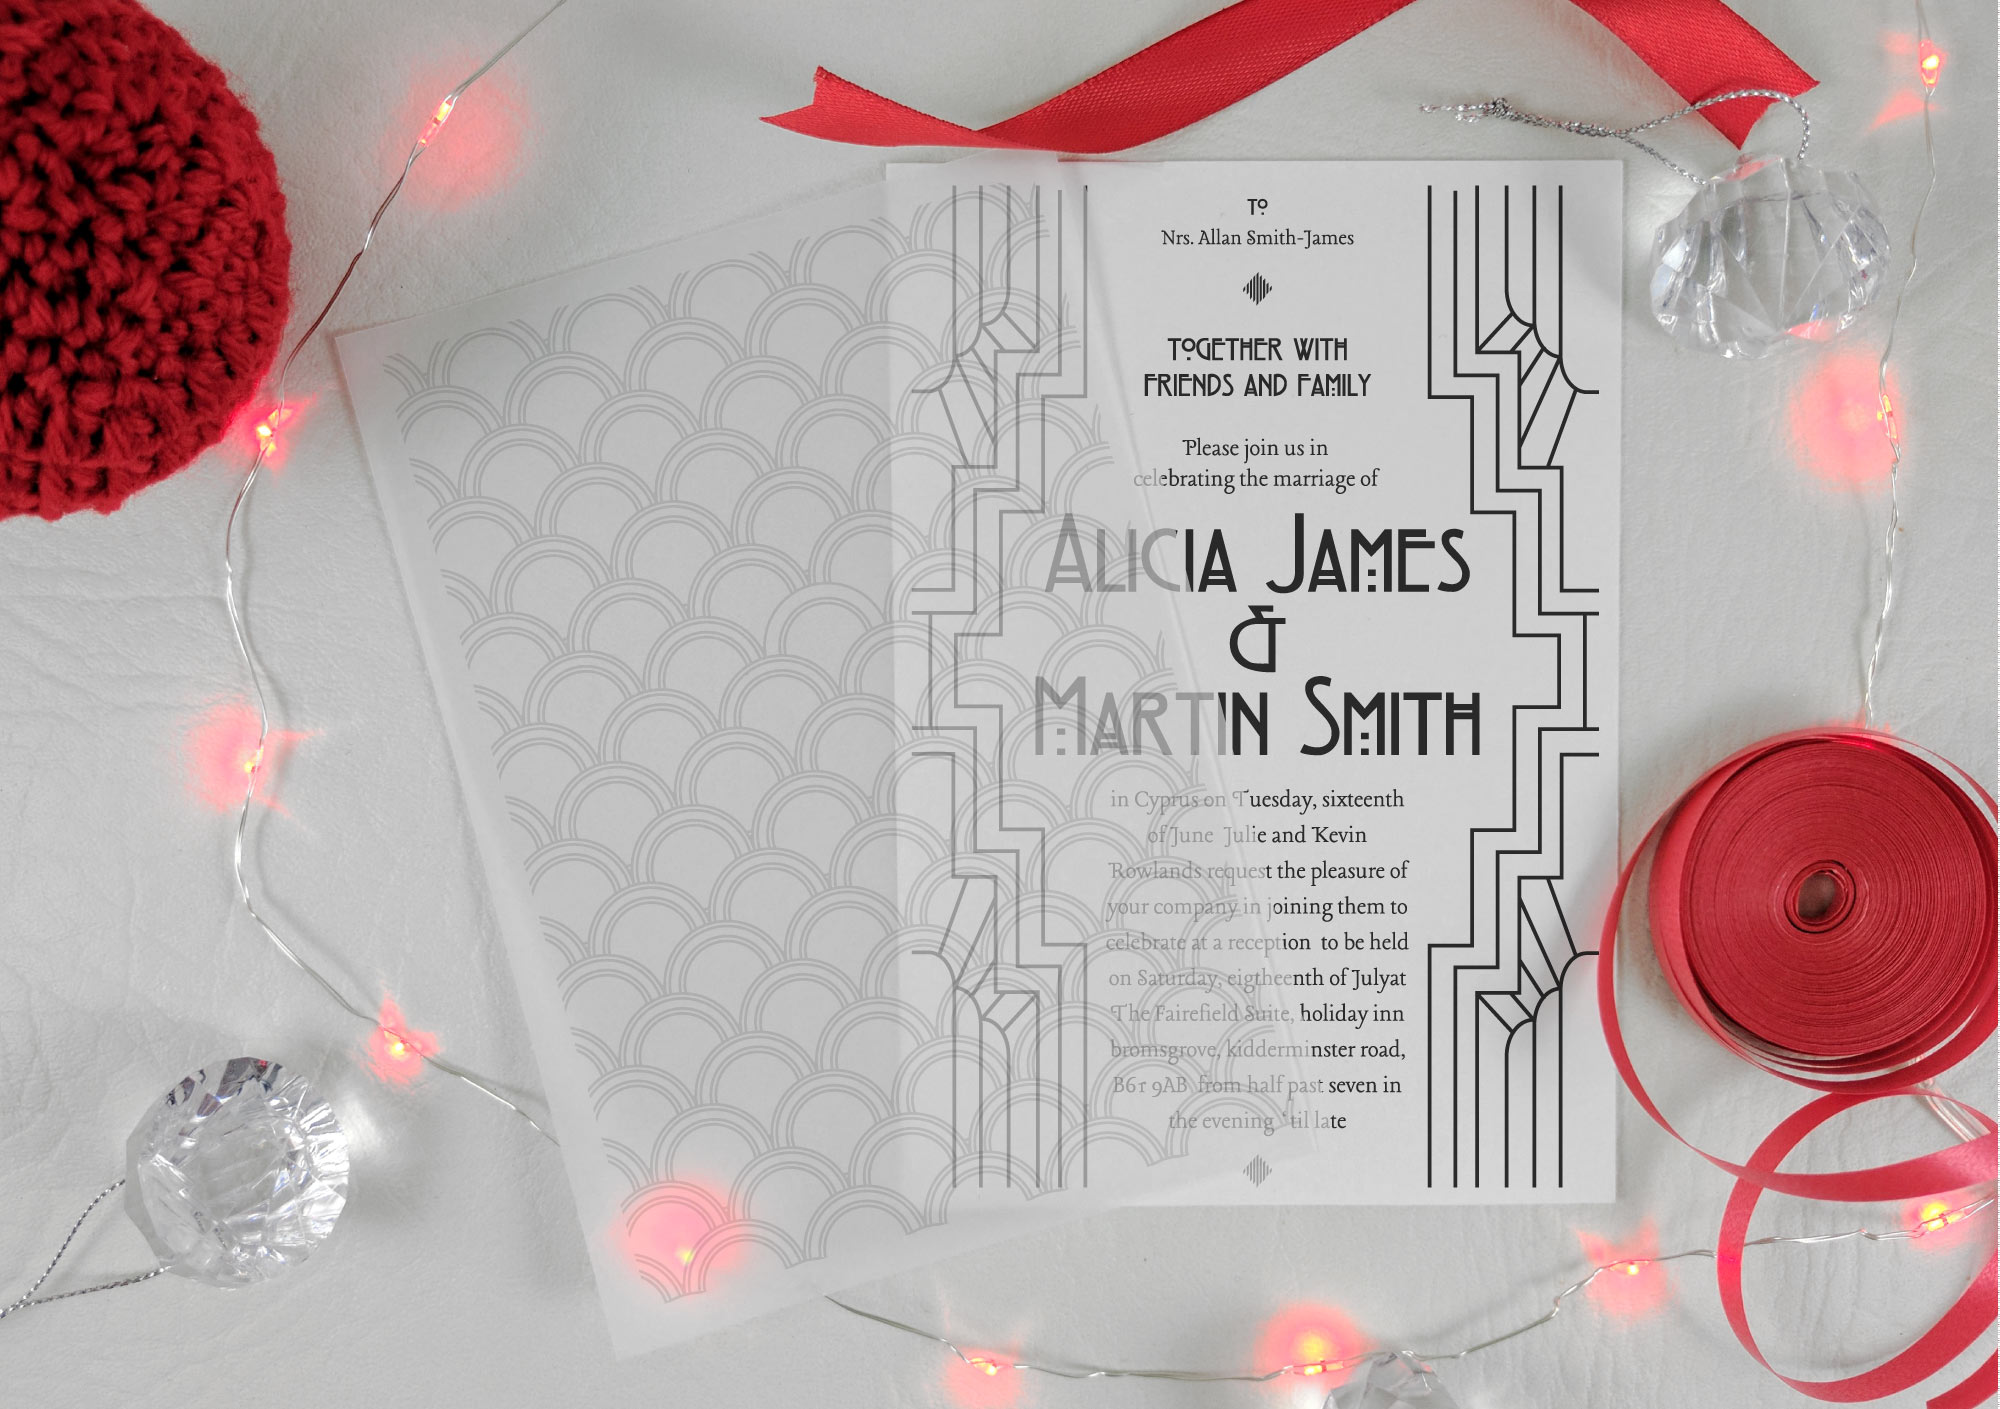 To
Nrs. Allan Smith-James
TOGETHER WITH
FRIENDS AND FAMILY
Please join us in
celebrating the marriage of
ALICIA JAMES
&
MARTIN SMITH
in Cyprus on Tuesday, sixteenth
of June Julie and Kevin
Rowlands request the pleasure of
your company in joining them to
celebrate at a reception to be held
on Saturday, eigtheenth of Julyat
The Fairefield Suite, holiday inn
bromsgrove, kidderminster road,
B61 9AB from half past seven in
the evening 'til late